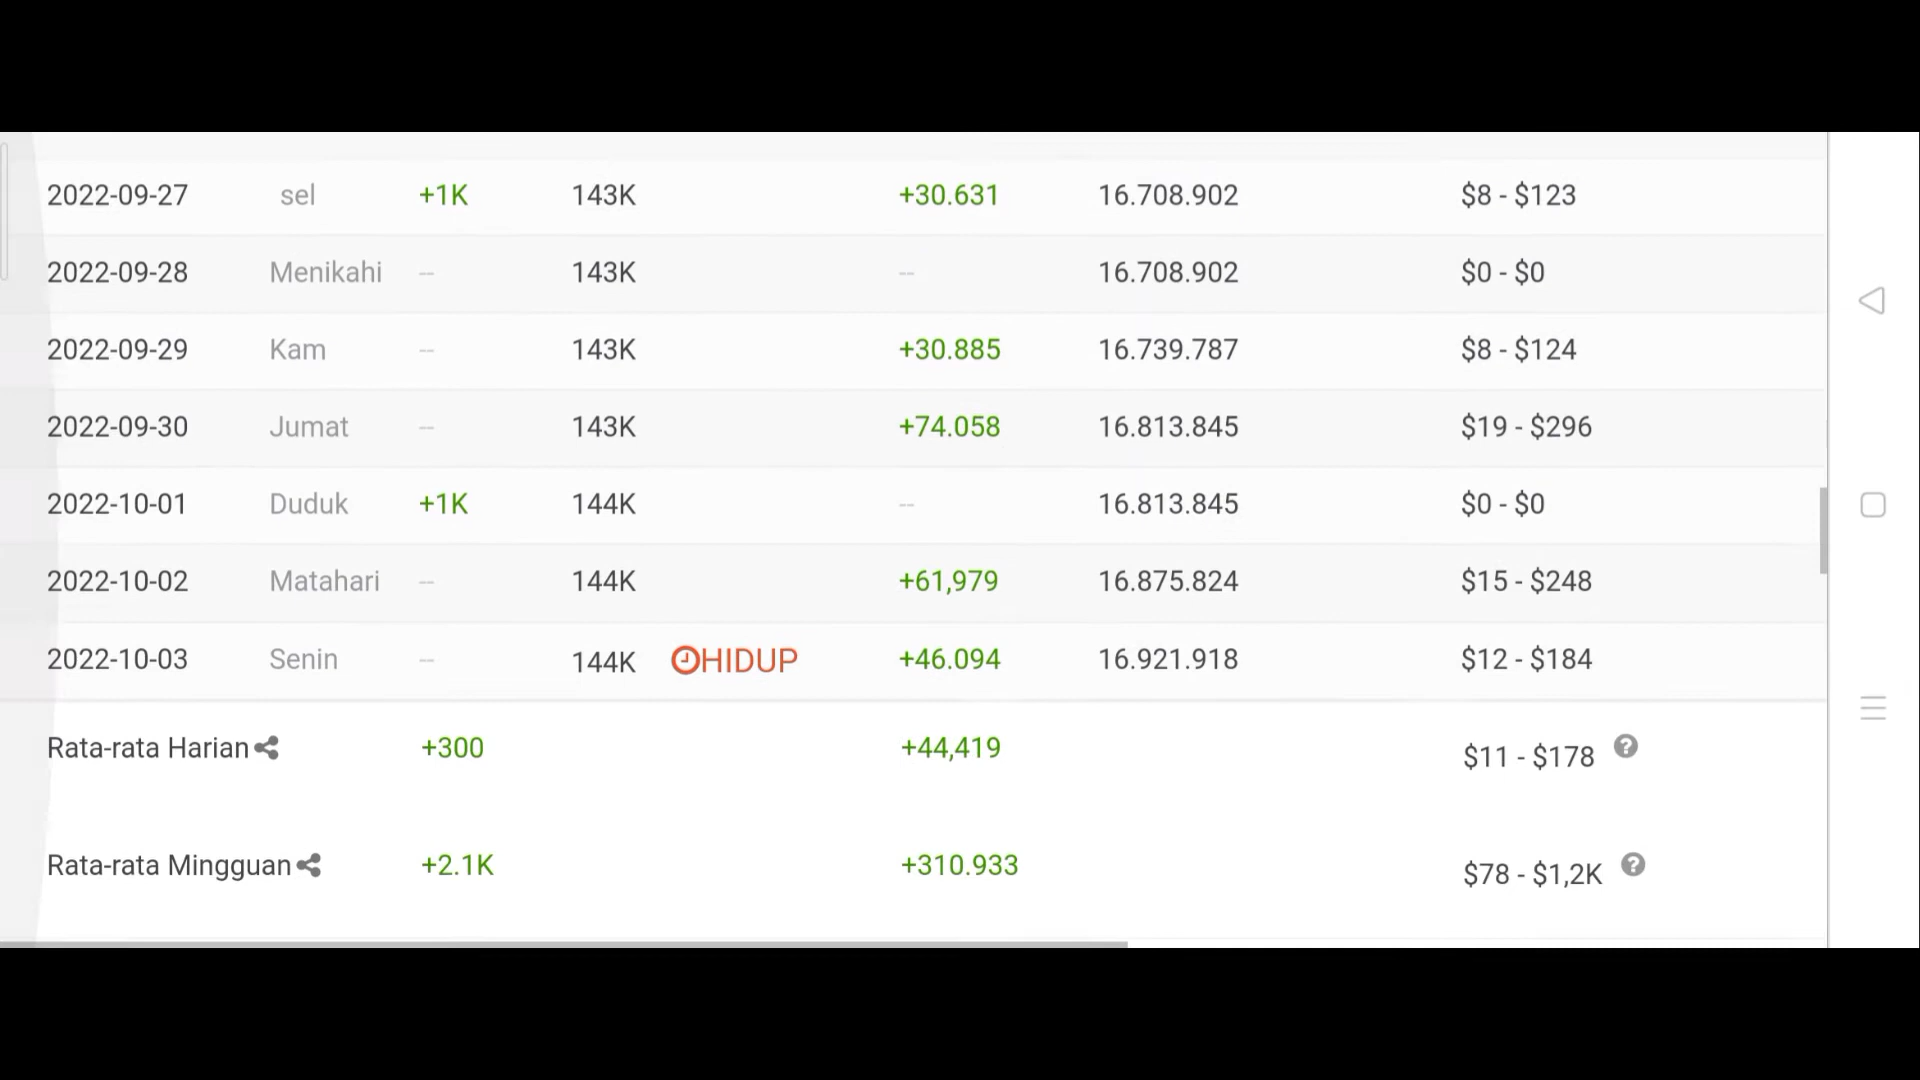 2022-09-27 sel +1K 143K +30.631 16.708.902 $8 - $123
2022-09-28 Menikahi -- 143K -- 16.708.902 $0 - $0
2022-09-29 Kam -- 143K +30.885 16.739.787 $8 - $124
2022-09-30 Jumat -- 143K +74.058 16.813.845 $19 - $296
2022-10-01 Duduk +1K 144K -- 16.813.845 $0 - $0
2022-10-02 Matahari -- 144K +61,979 16.875.824 $15 - $248
2022-10-03 Senin -- 144K HIDUP +46.094 16.921.918 $12 - $184
Rata-rata Harian +300 +44,419 $11 - $178 ?
Rata-rata Mingguan +2.1K +310.933 $78 - $1,2K ?